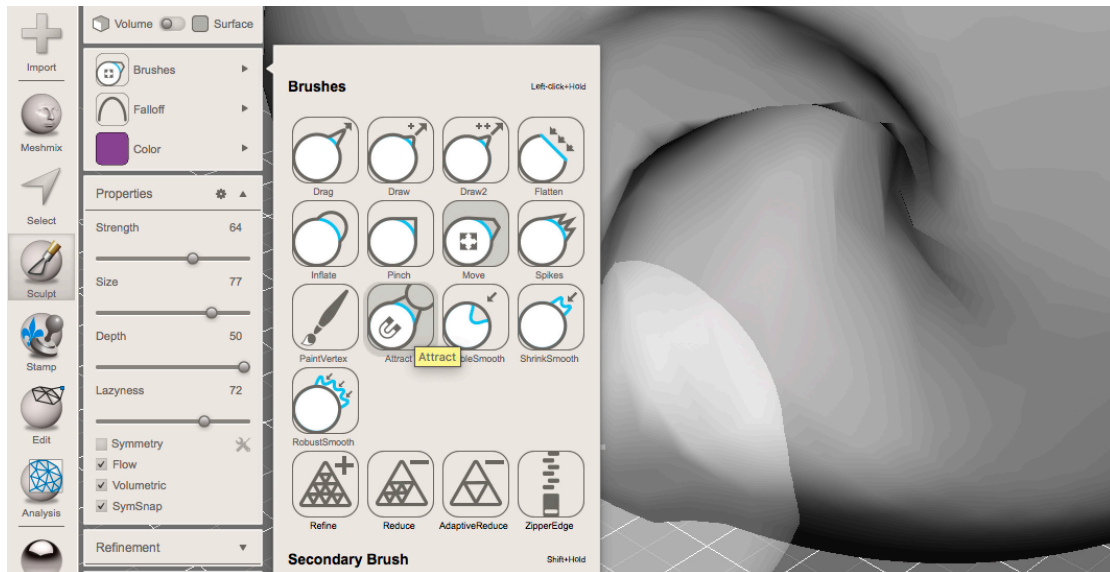 Import
Meshmix
Select
Sculpt
Stamp
Edit
Analysis
Volume Surface
Brushes
Falloff
Color
Properties
Strength 64
Size 77
Depth 50
Lazyness 72
Symmetry
Flow
Volumetric
SymSnap
Refinement
Brushes Left-click+Hold
Drag Draw Draw2 Flatten
Inflate Pinch Move Spikes
PaintVertex Attract bleSmooth ShrinkSmooth
Attract
RobustSmooth
Refine Reduce AdaptiveReduce ZipperEdge
Secondary Brush Shift+Hold